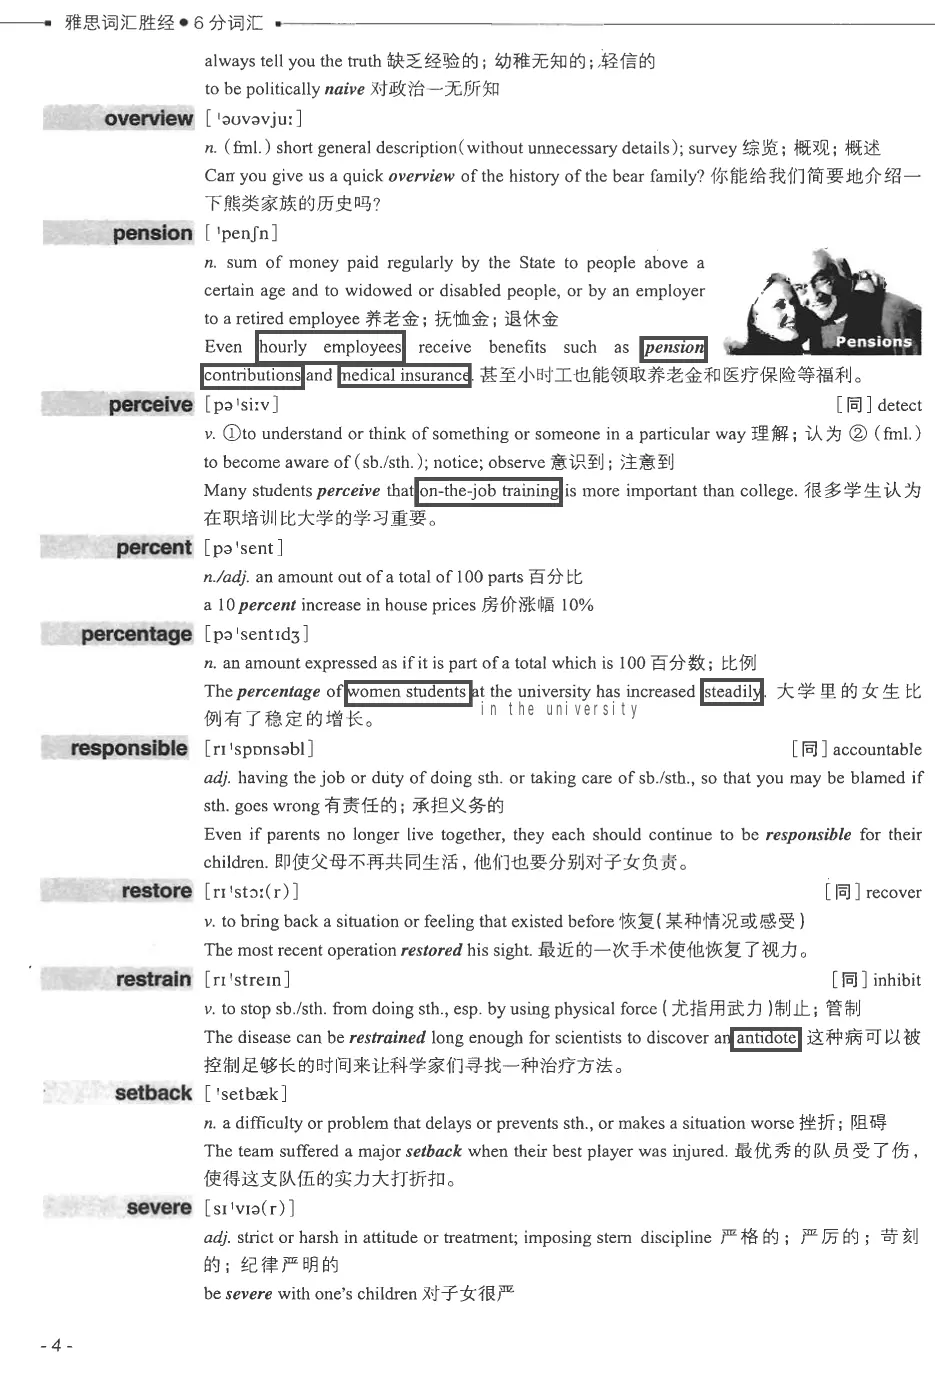 雅思词汇胜经●6分词汇
always tell you the truth 缺乏经验的；幼稚无知的；轻信的
to be politically naive 对政治一无所知
overview [ˈəʊvəvjuː]
n. (fml.) short general description(without unnecessary details); survey 综览；概观；概述
Can you give us a quick overview of the history of the bear family? 你能给我们简要地介绍一
下熊类家族的历史吗?
pension [ˈpenʃn]
n. sum of money paid regularly by the State to people above a
certain age and to widowed or disabled people, or by an employer
to a retired employee 养老金；抚恤金；退休金
Pensions
Even hourly employees receive benefits such as pension
contributions and medical insurance. 甚至小时工也能领取养老金和医疗保险等福利。
perceive [pəˈsiːv] [同] detect
v. ①to understand or think of something or someone in a particular way 理解；认为 ② (fml.)
to become aware of (sb./sth.); notice; observe 意识到；注意到
Many students perceive that on-the-job training is more important than college. 很多学生认为
在职培训比大学的学习重要。
percent [pəˈsent]
n./adj. an amount out of a total of 100 parts 百分比
a 10 percent increase in house prices 房价涨幅 10%
percentage [pəˈsentɪdʒ]
n. an amount expressed as if it is part of a total which is 100 百分数；比例
The percentage of women students at the university has increased steadily. 大学里的女生比
in the university
例有了稳定的增长。
responsible [rɪˈspɒnsəbl] [同] accountable
adj. having the job or duty of doing sth. or taking care of sb./sth., so that you may be blamed if
sth. goes wrong 有责任的；承担义务的
Even if parents no longer live together, they each should continue to be responsible for their
children. 即使父母不再共同生活，他们也要分别对子女负责。
restore [rɪˈstɔː(r)] [同] recover
v. to bring back a situation or feeling that existed before 恢复(某种情况或感受)
The most recent operation restored his sight. 最近的一次手术使他恢复了视力。
restrain [rɪˈstreɪn] [同] inhibit
v. to stop sb./sth. from doing sth., esp. by using physical force (尤指用武力)制止；管制
The disease can be restrained long enough for scientists to discover an antidote 这种病可以被
控制足够长的时间来让科学家们寻找一种治疗方法。
setback [ˈsetbæk]
n. a difficulty or problem that delays or prevents sth., or makes a situation worse 挫折；阻碍
The team suffered a major setback when their best player was injured. 最优秀的队员受了伤，
使得这支队伍的实力大打折扣。
severe [sɪˈvɪə(r)]
adj. strict or harsh in attitude or treatment; imposing stern discipline 严格的；严厉的；苛刻
的；纪律严明的
be severe with one's children 对子女很严
- 4 -